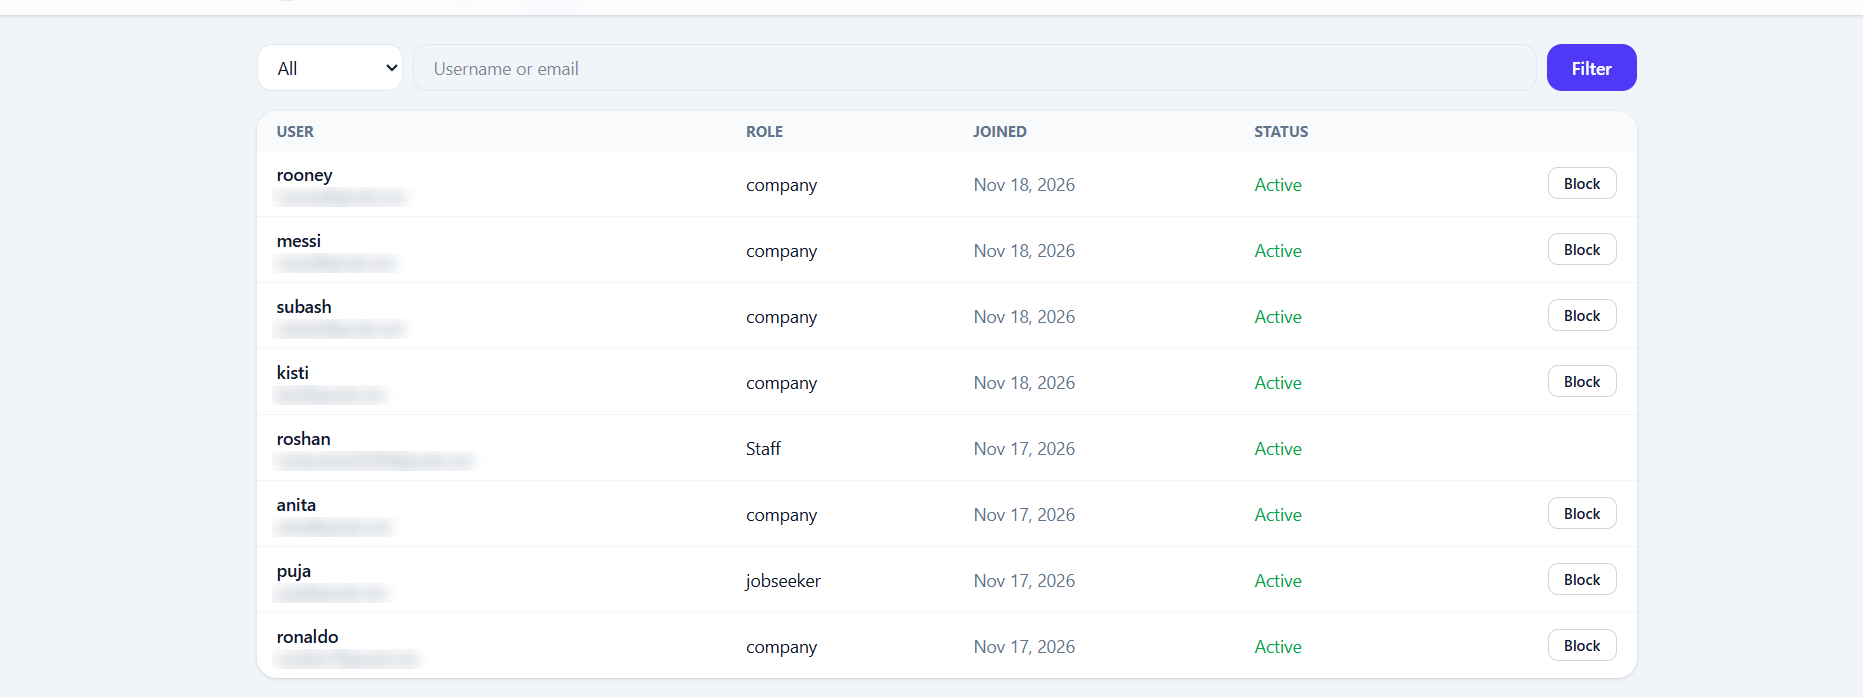 All
Username or email
Filter
USER ROLE JOINED STATUS
rooney
company Nov 18, 2026 Active Block
messi
company Nov 18, 2026 Active Block
subash
company Nov 18, 2026 Active Block
kisti
company Nov 18, 2026 Active Block
roshan
Staff Nov 17, 2026 Active
anita
company Nov 17, 2026 Active Block
puja
jobseeker Nov 17, 2026 Active Block
ronaldo
company Nov 17, 2026 Active Block